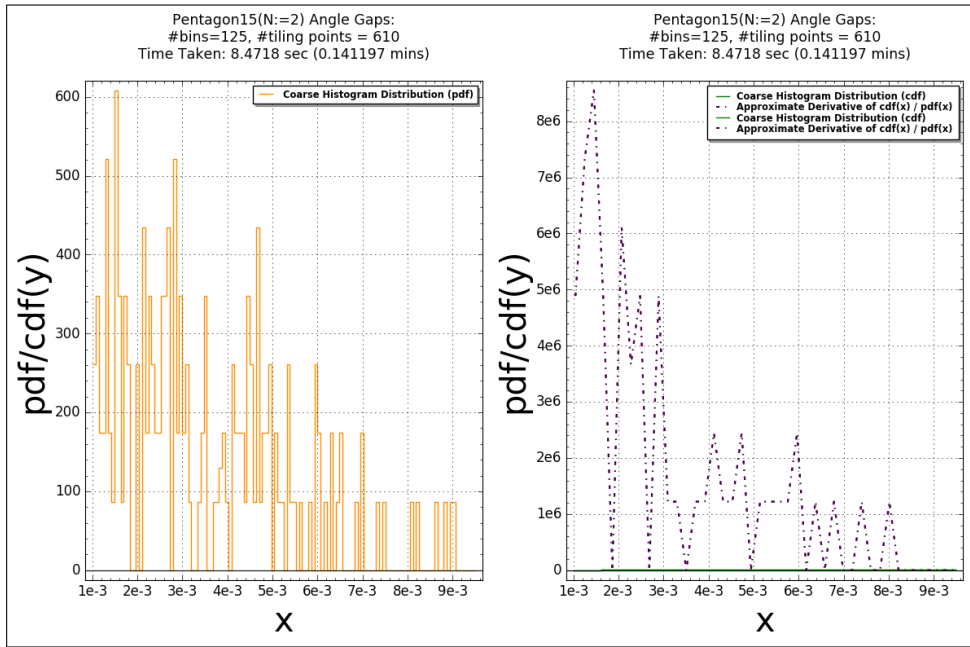 Pentagon15(N:=2) Angle Gaps:
#bins=125, #tiling points = 610
Time Taken: 8.4718 sec (0.141197 mins)
Coarse Histogram Distribution (pdf)
600
500
400
300
200
100
0
pdf/cdf(y)
1e-3 2e-3 3e-3 4e-3 5e-3 6e-3 7e-3 8e-3 9e-3
x
Pentagon15(N:=2) Angle Gaps:
#bins=125, #tiling points = 610
Time Taken: 8.4718 sec (0.141197 mins)
Coarse Histogram Distribution (cdf)
Approximate Derivative of cdf(x) / pdf(x)
Coarse Histogram Distribution (cdf)
Approximate Derivative of cdf(x) / pdf(x)
8e6
7e6
6e6
5e6
4e6
3e6
2e6
1e6
0
pdf/cdf(y)
1e-3 2e-3 3e-3 4e-3 5e-3 6e-3 7e-3 8e-3 9e-3
x